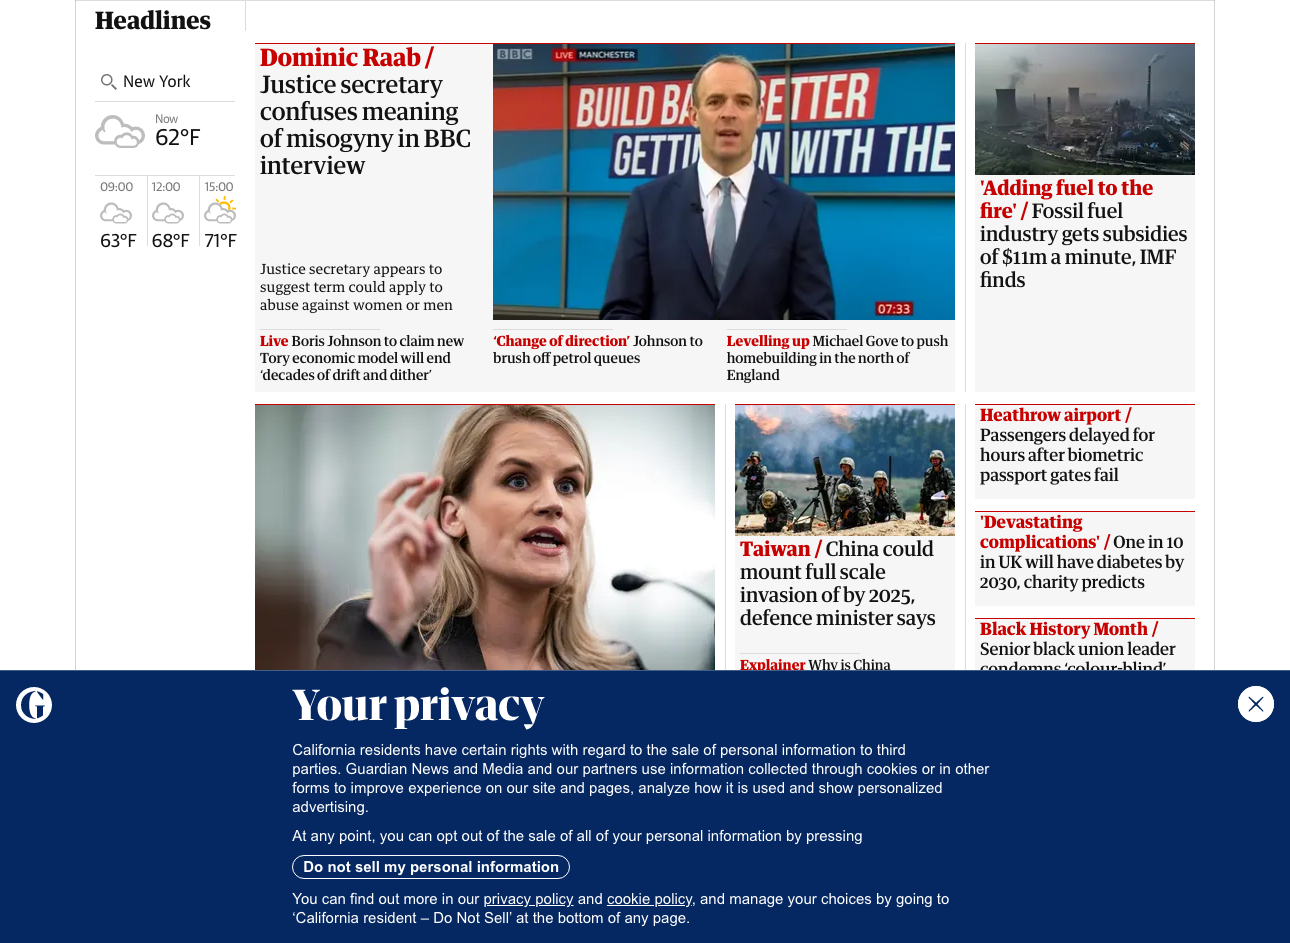 Headlines
New York
Now
62°F
09:00
12:00
15:00
63°F
68°F
71°F
Dominic Raab /
Justice secretary
confuses meaning
of misogyny in BBC
interview
Justice secretary appears to
suggest term could apply to
abuse against women or men
BBC
LIVE MANCHESTER
BUILD BA ETTER
GETTIN N WITH THE
07:33
Live Boris Johnson to claim new
Tory economic model will end
‘decades of drift and dither’
‘Change of direction’ Johnson to
brush off petrol queues
Levelling up Michael Gove to push
homebuilding in the north of
England
'Adding fuel to the
fire' / Fossil fuel
industry gets subsidies
of $11m a minute, IMF
finds
Taiwan / China could
mount full scale
invasion of by 2025,
defence minister says
Explainer Why is China
Heathrow airport /
Passengers delayed for
hours after biometric
passport gates fail
'Devastating
complications' / One in 10
in UK will have diabetes by
2030, charity predicts
Black History Month /
Senior black union leader
condemns ‘colour-blind’
Your privacy
California residents have certain rights with regard to the sale of personal information to third
parties. Guardian News and Media and our partners use information collected through cookies or in other
forms to improve experience on our site and pages, analyze how it is used and show personalized
advertising.
At any point, you can opt out of the sale of all of your personal information by pressing
Do not sell my personal information
You can find out more in our privacy policy and cookie policy, and manage your choices by going to
‘California resident – Do Not Sell’ at the bottom of any page.